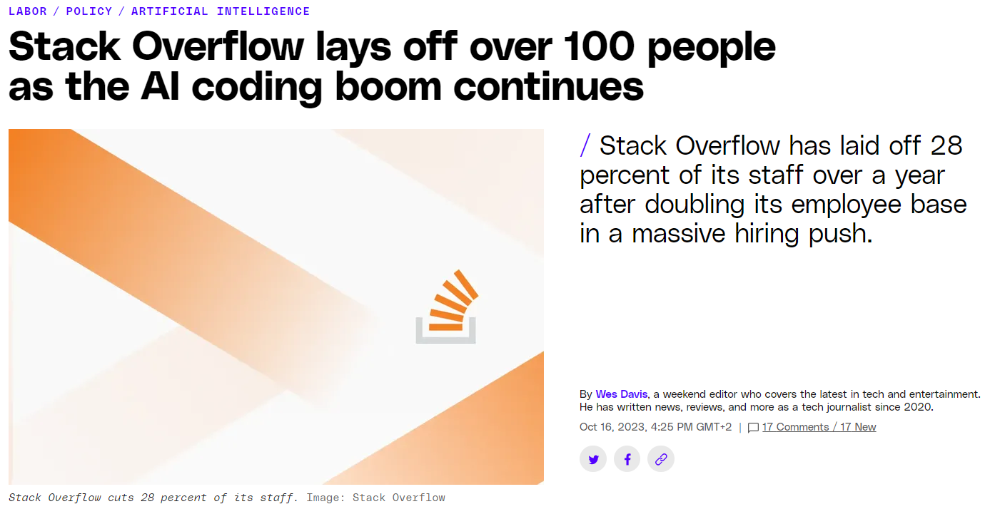 LABOR / POLICY / ARTIFICIAL INTELLIGENCE
Stack Overflow lays off over 100 people
as the AI coding boom continues
/ Stack Overflow has laid off 28
percent of its staff over a year
after doubling its employee base
in a massive hiring push.
By Wes Davis, a weekend editor who covers the latest in tech and entertainment.
He has written news, reviews, and more as a tech journalist since 2020.
Oct 16, 2023, 4:25 PM GMT+2 | 17 Comments / 17 New
Stack Overflow cuts 28 percent of its staff. Image: Stack Overflow